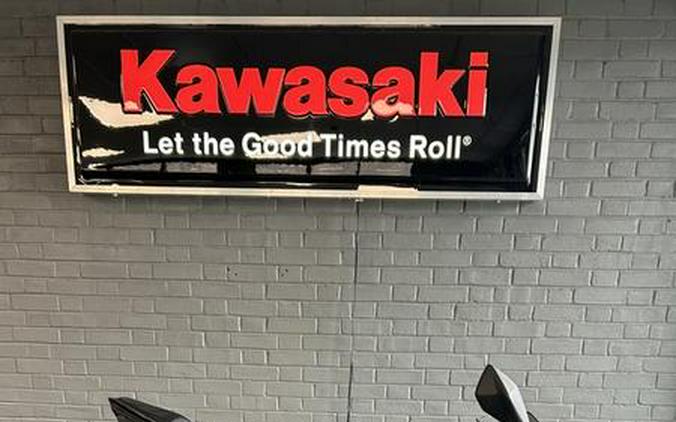 Kawasaki
Let the Good Times Roll®